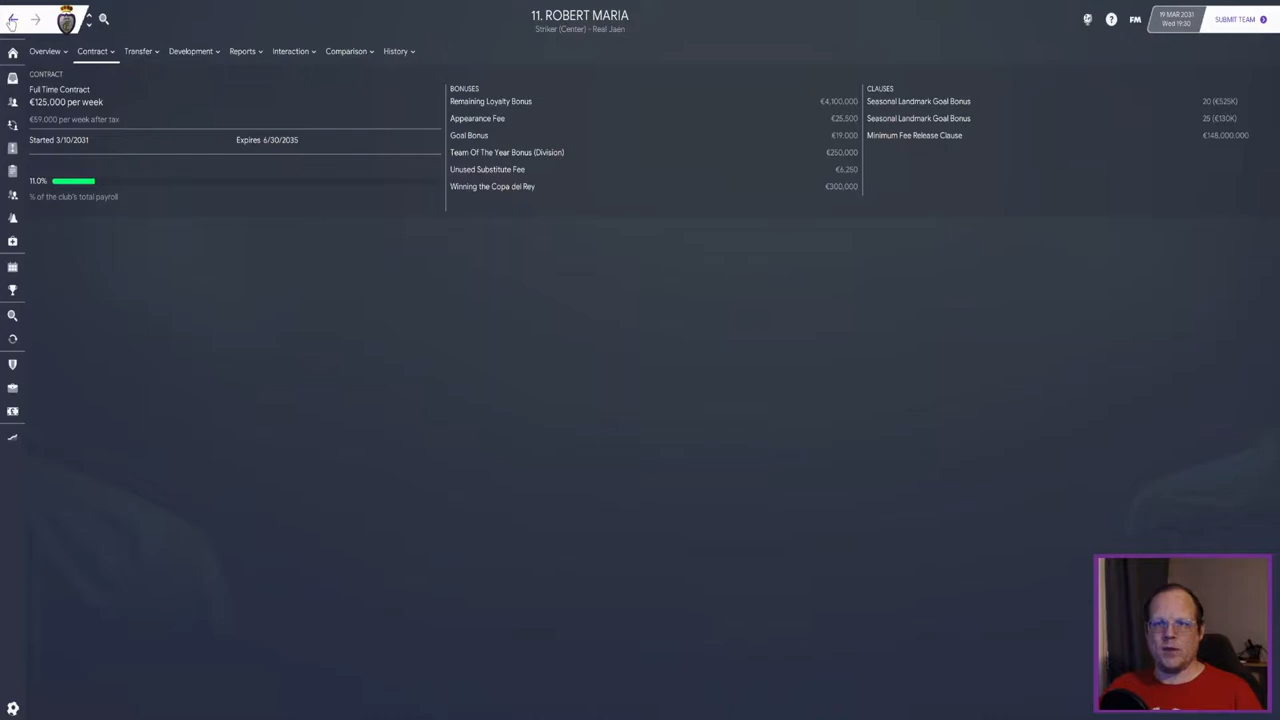 11. ROBERT MARIA
Striker (Center) - Real Jaén
FM
19 MAR 2031
Wed 19:30
SUBMIT TEAM
Overview
Contract
Transfer
Development
Reports
Interaction
Comparison
History
CONTRACT
Full Time Contract
€125,000 per week
€59,000 per week after tax
Started 3/10/2031 Expires 6/30/2035
11.0%
% of the club's total payroll
BONUSES
Remaining Loyalty Bonus €4,100,000
Appearance Fee €25,500
Goal Bonus €19,000
Team Of The Year Bonus (Division) €250,000
Unused Substitute Fee €6,250
Winning the Copa del Rey €300,000
CLAUSES
Seasonal Landmark Goal Bonus 20 (€525K)
Seasonal Landmark Goal Bonus 25 (€130K)
Minimum Fee Release Clause €148,000,000